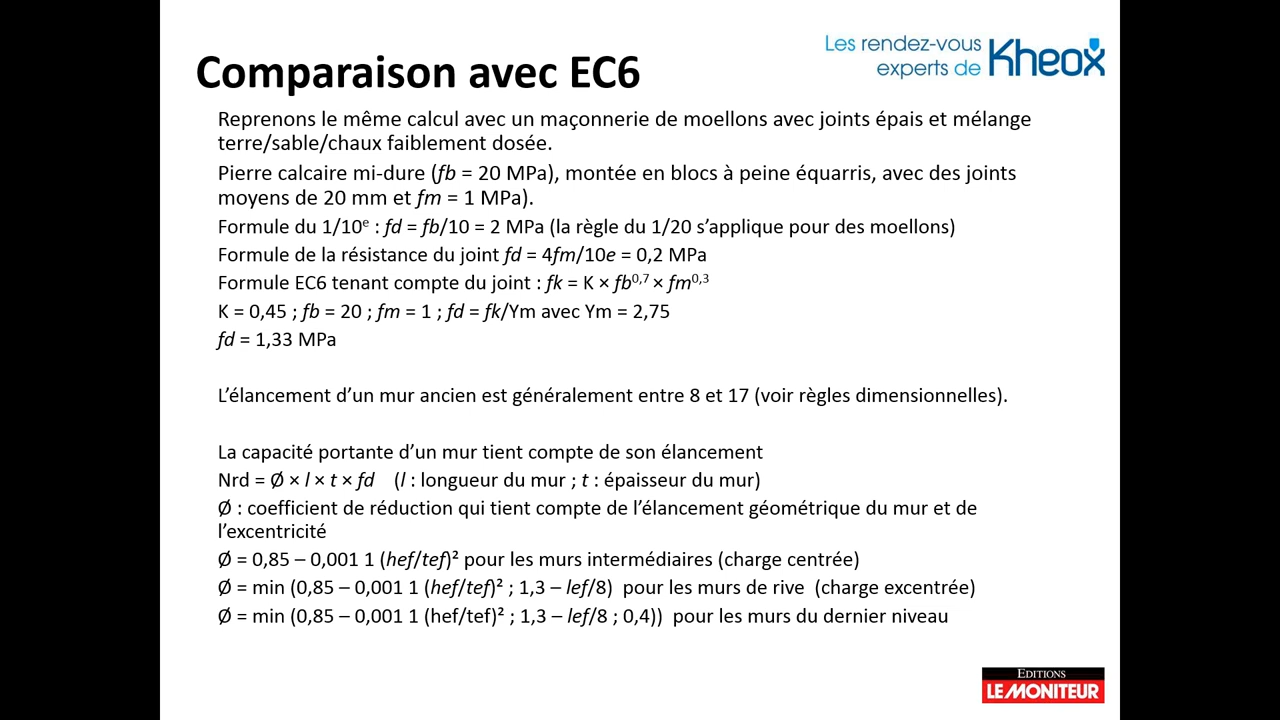 Les rendez-vous
experts de Kheox
Comparaison avec EC6
Reprenons le même calcul avec un maçonnerie de moellons avec joints épais et mélange
terre/sable/chaux faiblement dosée.
Pierre calcaire mi-dure (fb = 20 MPa), montée en blocs à peine équarris, avec des joints
moyens de 20 mm et fm = 1 MPa).
Formule du 1/10ᵉ : fd = fb/10 = 2 MPa (la règle du 1/20 s’applique pour des moellons)
Formule de la résistance du joint fd = 4fm/10e = 0,2 MPa
Formule EC6 tenant compte du joint : fk = K × fb⁰,⁷ × fm⁰,³
K = 0,45 ; fb = 20 ; fm = 1 ; fd = fk/Ym avec Ym = 2,75
fd = 1,33 MPa
L’élancement d’un mur ancien est généralement entre 8 et 17 (voir règles dimensionnelles).
La capacité portante d’un mur tient compte de son élancement
Nrd = Ø × l × t × fd (l : longueur du mur ; t : épaisseur du mur)
Ø : coefficient de réduction qui tient compte de l’élancement géométrique du mur et de
l’excentricité
Ø = 0,85 – 0,001 1 (hef/tef)² pour les murs intermédiaires (charge centrée)
Ø = min (0,85 – 0,001 1 (hef/tef)² ; 1,3 – lef/8) pour les murs de rive (charge excentrée)
Ø = min (0,85 – 0,001 1 (hef/tef)² ; 1,3 – lef/8 ; 0,4)) pour les murs du dernier niveau
EDITIONS
LE MONITEUR